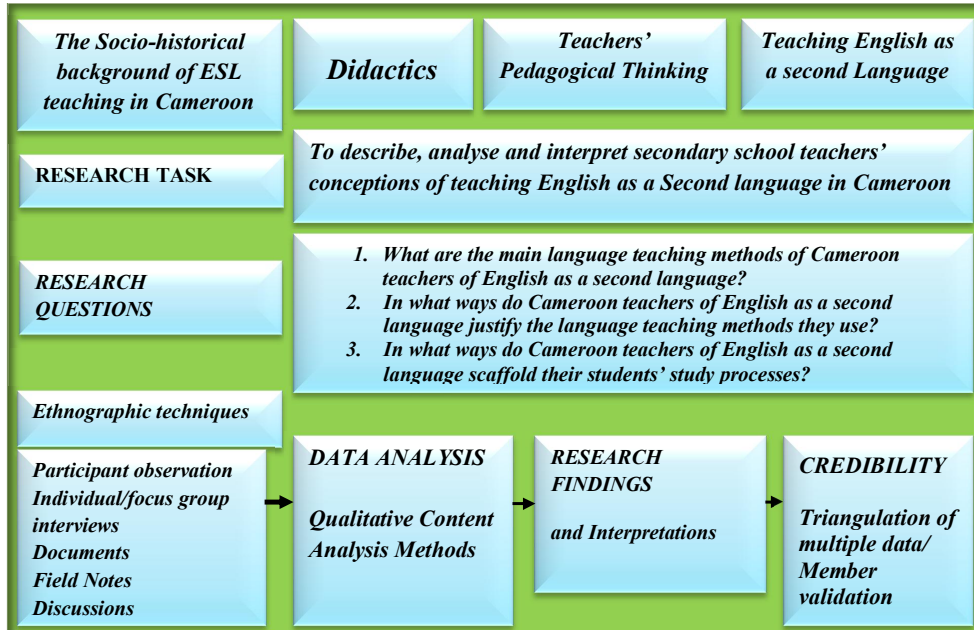 The Socio-historical
background of ESL
teaching in Cameroon
Didactics
Teachers’
Pedagogical Thinking
Teaching English as
a second Language
RESEARCH TASK
To describe, analyse and interpret secondary school teachers’
conceptions of teaching English as a Second language in Cameroon
RESEARCH
QUESTIONS
1. What are the main language teaching methods of Cameroon
teachers of English as a second language?
2. In what ways do Cameroon teachers of English as a second
language justify the language teaching methods they use?
3. In what ways do Cameroon teachers of English as a second
language scaffold their students’ study processes?
Ethnographic techniques
Participant observation
Individual/focus group
interviews
Documents
Field Notes
Discussions
DATA ANALYSIS
Qualitative Content
Analysis Methods
RESEARCH
FINDINGS
and Interpretations
CREDIBILITY
Triangulation of
multiple data/
Member
validation